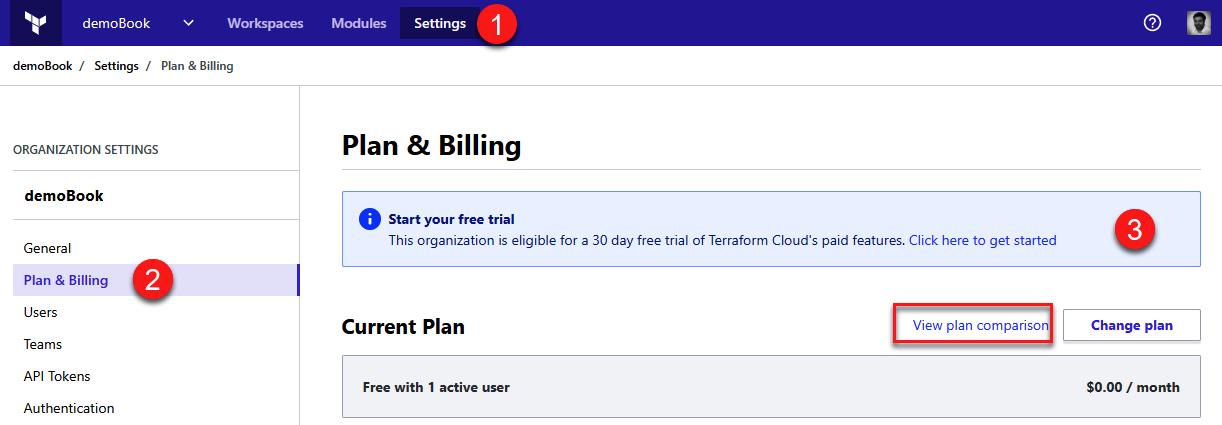 demoBook Workspaces Modules Settings 1
demoBook / Settings / Plan & Billing
ORGANIZATION SETTINGS
demoBook
General
Plan & Billing 2
Users
Teams
API Tokens
Authentication
Plan & Billing
Start your free trial
This organization is eligible for a 30 day free trial of Terraform Cloud's paid features. Click here to get started
3
Current Plan View plan comparison Change plan
Free with 1 active user $0.00 / month